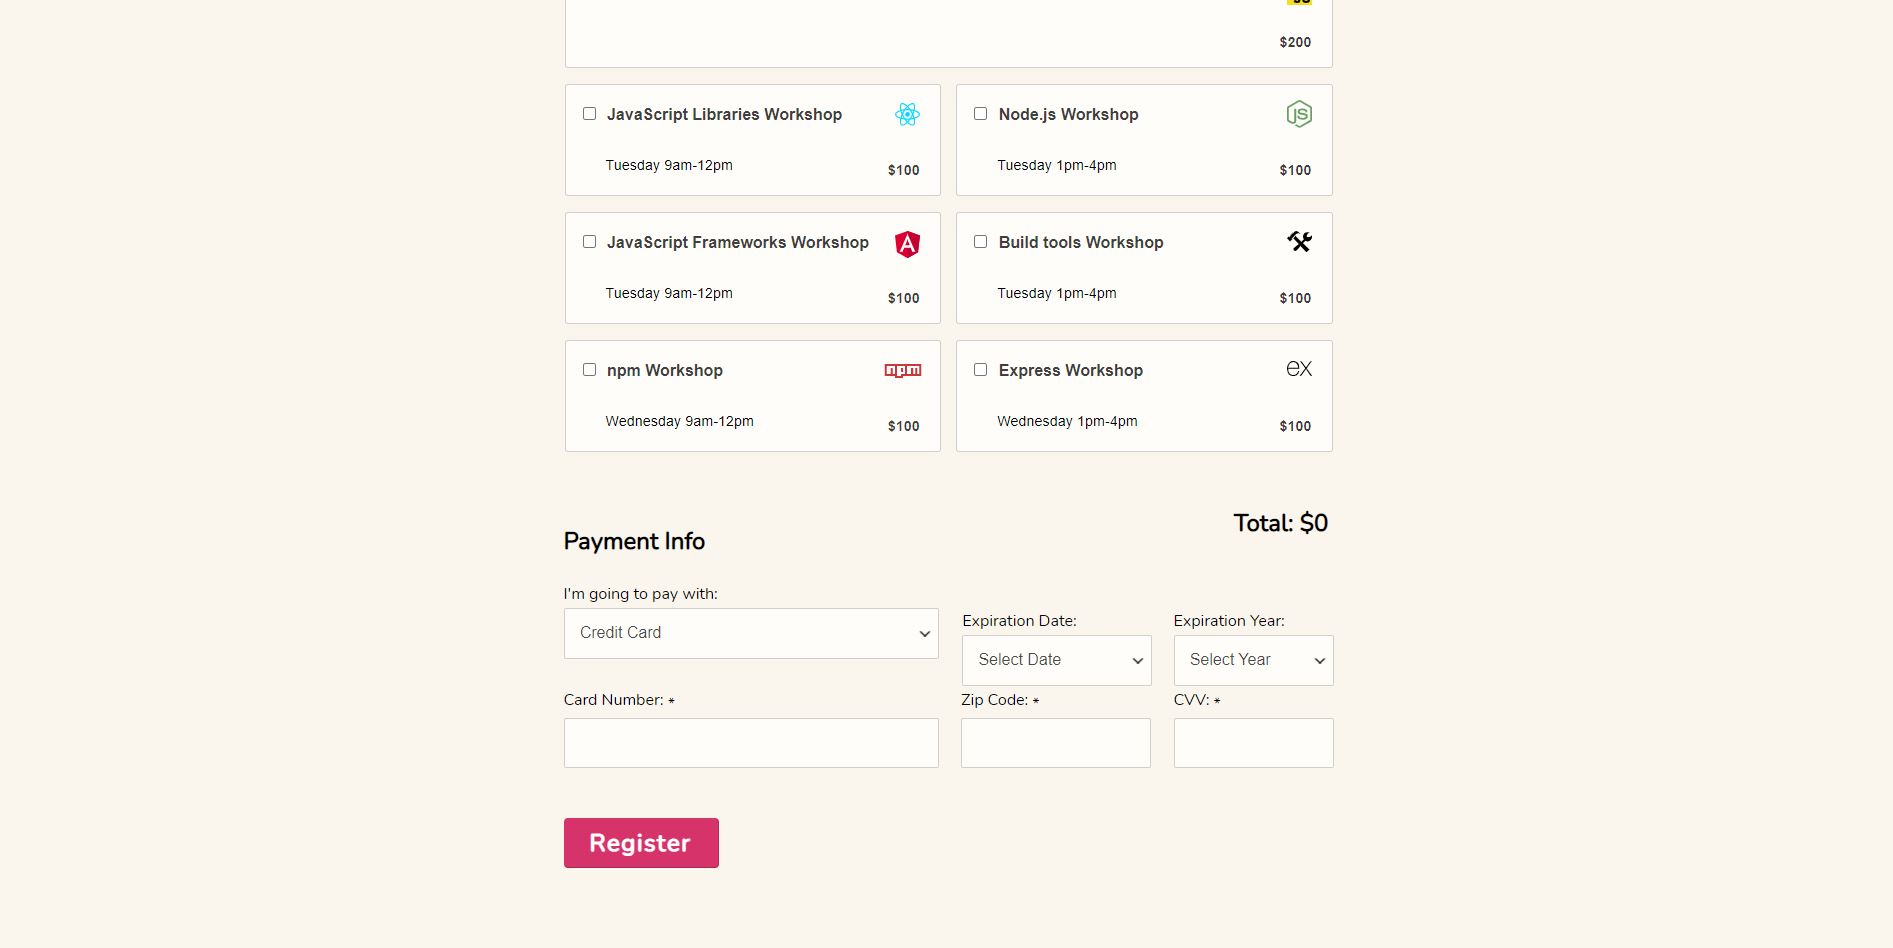 $200
JavaScript Libraries Workshop
Tuesday 9am-12pm
$100
Node.js Workshop
JS
Tuesday 1pm-4pm
$100
JavaScript Frameworks Workshop
A
Tuesday 9am-12pm
$100
Build tools Workshop
Tuesday 1pm-4pm
$100
npm Workshop
npm
Wednesday 9am-12pm
$100
Express Workshop
ex
Wednesday 1pm-4pm
$100
Total: $0
Payment Info
I'm going to pay with:
Credit Card
Expiration Date:
Select Date
Expiration Year:
Select Year
Card Number: *
Zip Code: *
CVV: *
Register